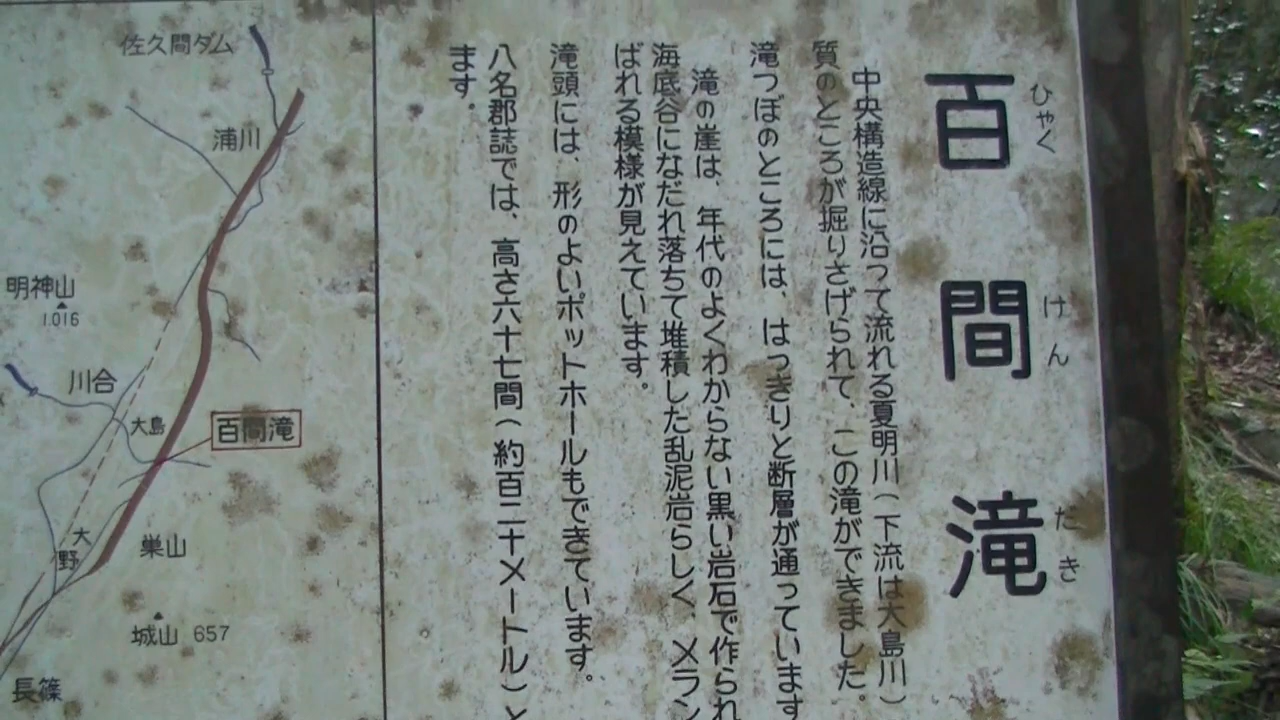 百間滝
ひゃく けん だき
中央構造線に沿って流れる夏明川(下流は大島川)
質のところが掘りさげられて、この滝ができました。
滝つぼのところには、はっきりと断層が通っています
滝の崖は、年代のよくわからない黒い岩石で作られ
海底谷になだれ落ちて堆積した乱泥岩らしく、メラン
ばれる模様が見えています。
滝頭には、形のよいポットホールもできています。
八名郡誌では、高さ六十七間(約百二十メートル)と
ます。
佐久間ダム
浦川
明神山
1.016
川合
大島
百間滝
大野
巣山
城山 657
長篠